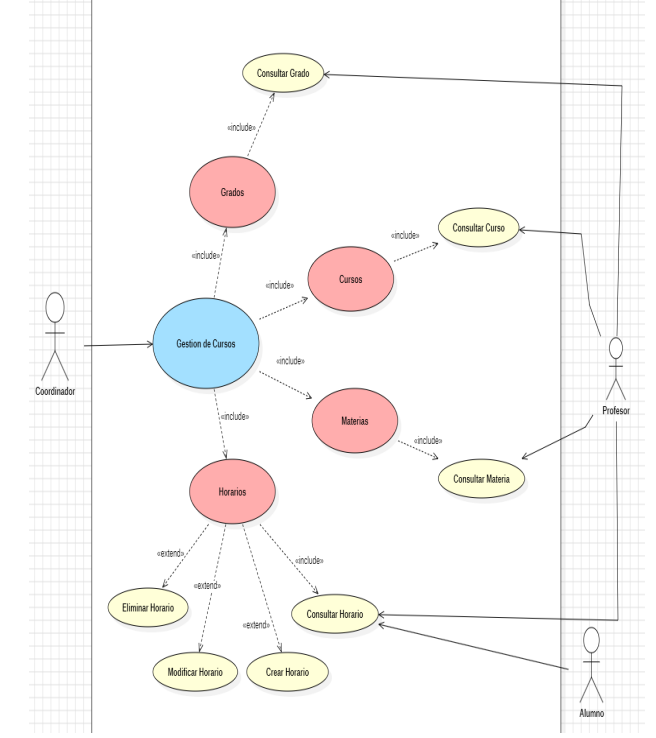 Consultar Grado
«include»
Grados
Consultar Curso
«include»
«include»
Cursos
«include»
Gestion de Cursos
Coordinador
«include»
Profesor
Materias
«include»
«include»
Consultar Materia
Horarios
«extend»
«include»
«extend»
Eliminar Horario
Consultar Horario
«extend»
Modificar Horario
Crear Horario
Alumno